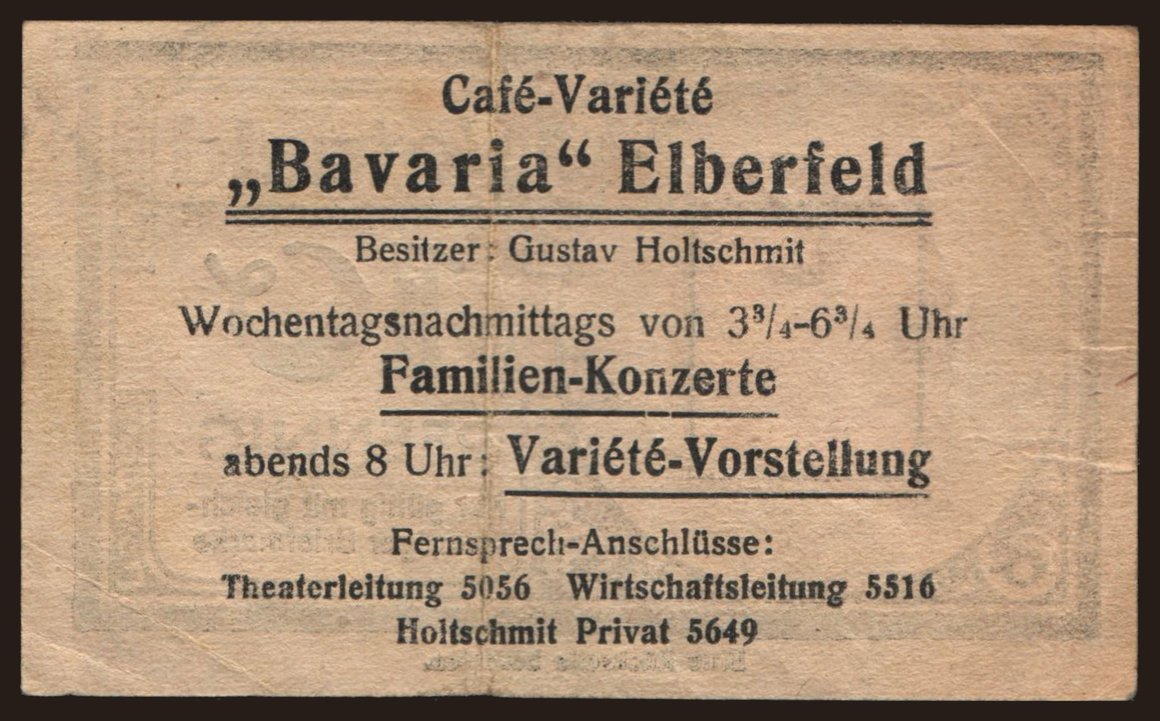 Café-Variété
„Bavaria“ Elberfeld
Besitzer: Gustav Holtschmit
Wochentagsnachmittags von 3¾-6¾ Uhr
Familien-Konzerte
abends 8 Uhr: Variété-Vorstellung
Fernsprech-Anschlüsse:
Theaterleitung 5056 Wirtschaftsleitung 5516
Holtschmit Privat 5649